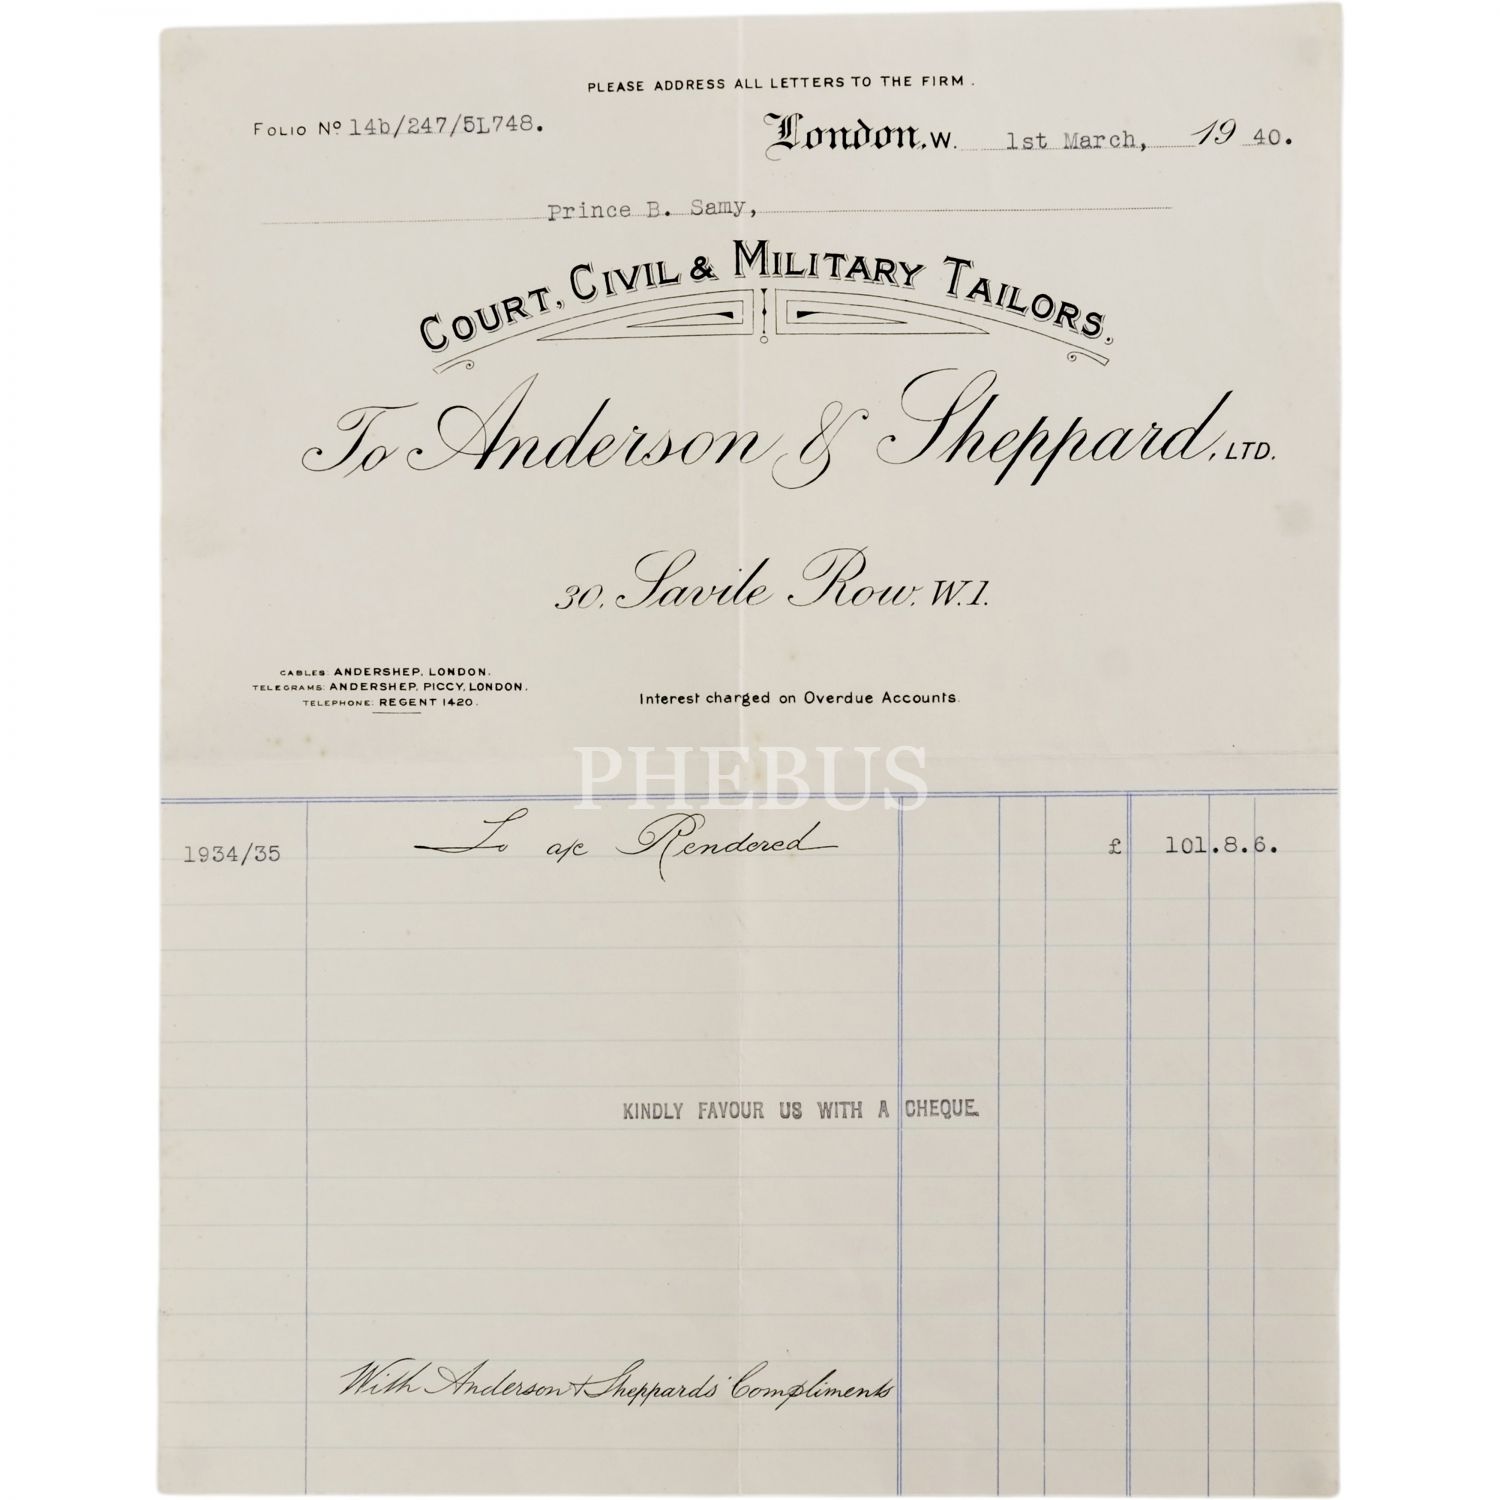 PLEASE ADDRESS ALL LETTERS TO THE FIRM.
FOLIO Nº 14b/247/5L748.
London, W. 1st March, 1940.
Prince B. Samy,
COURT, CIVIL & MILITARY TAILORS.
To Anderson & Sheppard, LTD.
30, Savile Row. W.1.
CABLES: ANDERSHEP, LONDON.
TELEGRAMS: ANDERSHEP, PICCY, LONDON.
TELEPHONE: REGENT 1420.
Interest charged on Overdue Accounts.
PHEBUS
1934/35 To a/c Rendered £ 101.8.6.
KINDLY FAVOUR US WITH A CHEQUE.
With Anderson & Sheppards' Compliments